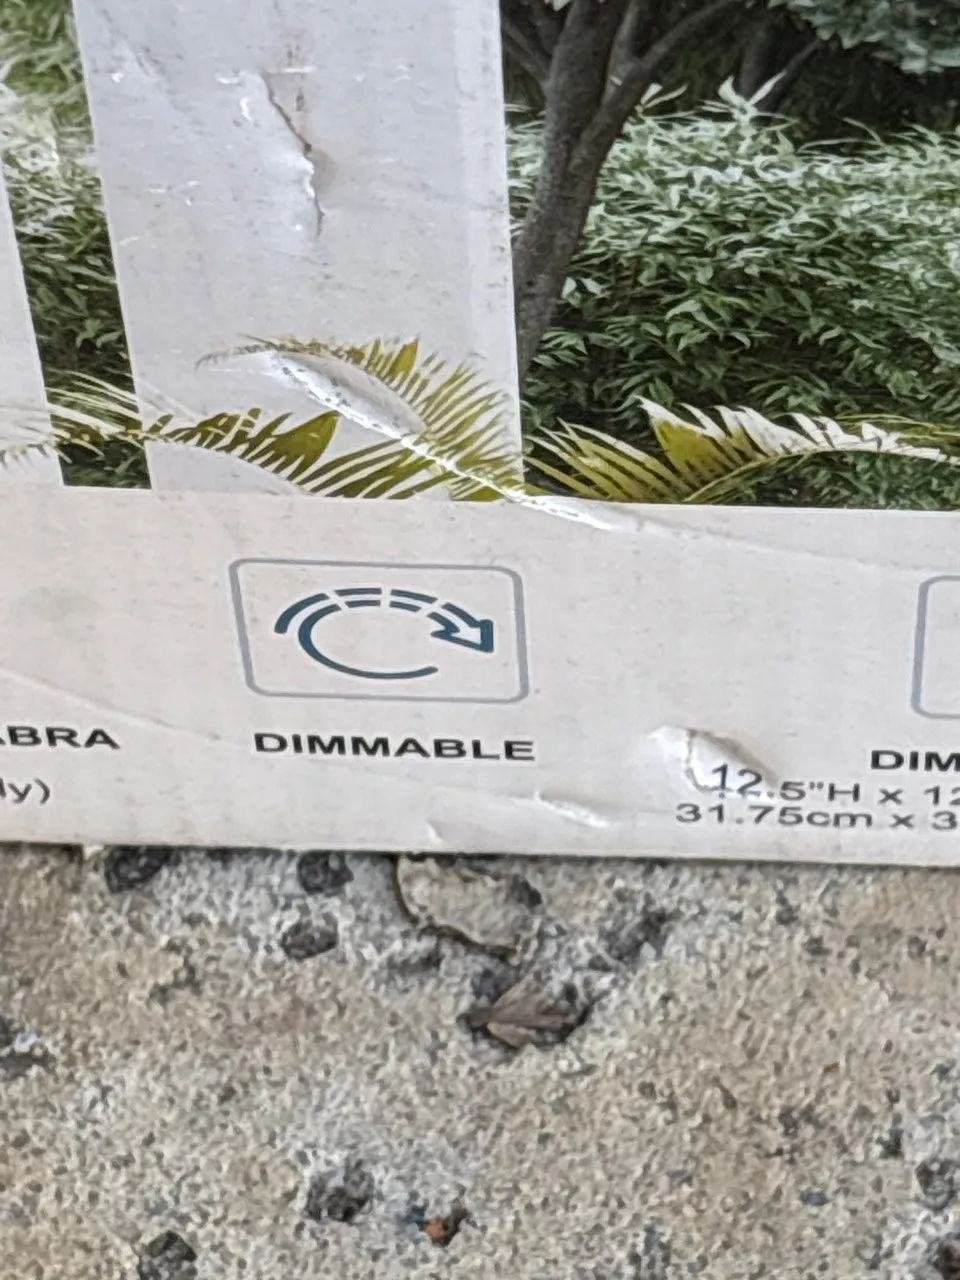 ABRA
ly)
DIMMABLE
DIM
12.5"H x 12
31.75cm x 3